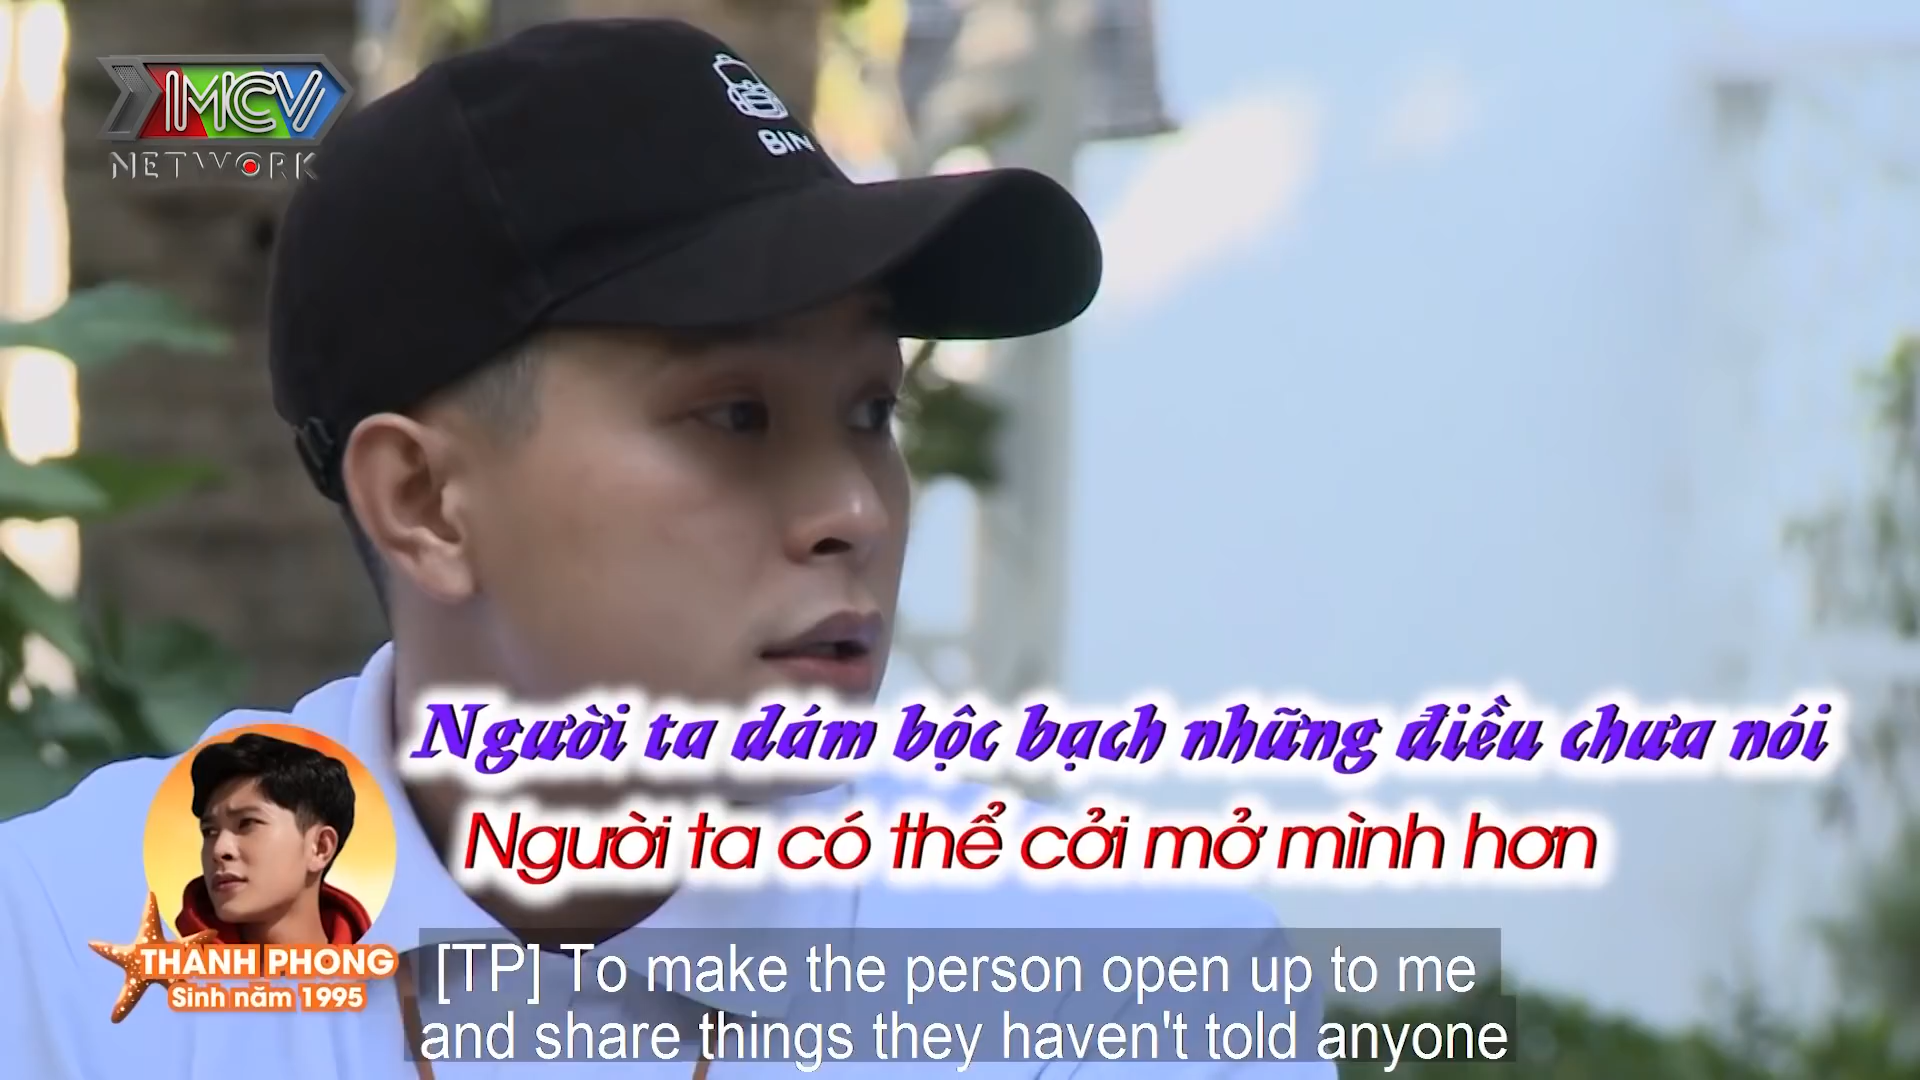 MCV
NETWORK
BIN
Người ta dám bộc bạch những điều chưa nói
Người ta có thể cởi mở mình hơn
THANH PHONG
Sinh năm 1995
[TP] To make the person open up to me
and share things they haven't told anyone